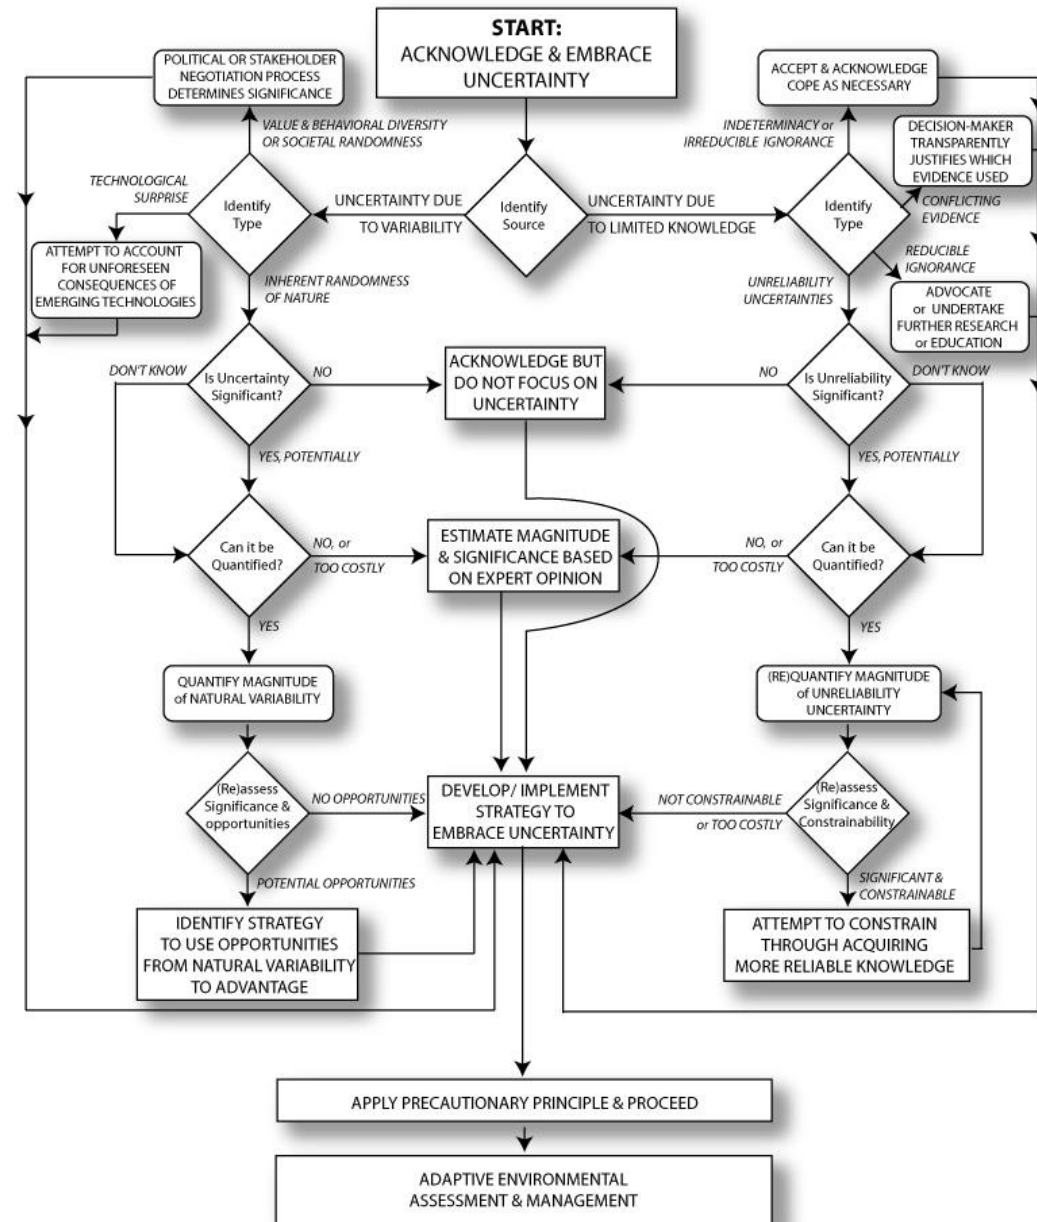 START:
ACKNOWLEDGE & EMBRACE
UNCERTAINTY
POLITICAL OR STAKEHOLDER
NEGOTIATION PROCESS
DETERMINES SIGNIFICANCE
ACCEPT & ACKNOWLEDGE
COPE AS NECESSARY
VALUE & BEHAVIORAL DIVERSITY
OR SOCIETAL RANDOMNESS
INDETERMINACY or
IRREDUCIBLE IGNORANCE
DECISION-MAKER
TRANSPARENTLY
JUSTIFIES WHICH
EVIDENCE USED
TECHNOLOGICAL
SURPRISE
Identify
Type
UNCERTAINTY DUE
TO VARIABILITY
Identify
Source
UNCERTAINTY DUE
TO LIMITED KNOWLEDGE
Identify
Type
CONFLICTING
EVIDENCE
ATTEMPT TO ACCOUNT
FOR UNFORESEEN
CONSEQUENCES OF
EMERGING TECHNOLOGIES
INHERENT RANDOMNESS
OF NATURE
UNRELIABILITY
UNCERTAINTIES
REDUCIBLE
IGNORANCE
ADVOCATE
or UNDERTAKE
FURTHER RESEARCH
or EDUCATION
DON'T KNOW
Is Uncertainty
Significant?
NO
ACKNOWLEDGE BUT
DO NOT FOCUS ON
UNCERTAINTY
NO
Is Unreliability
Significant?
DON'T KNOW
YES, POTENTIALLY
YES, POTENTIALLY
Can it be
Quantified?
NO, or
TOO COSTLY
ESTIMATE MAGNITUDE
& SIGNIFICANCE BASED
ON EXPERT OPINION
NO, or
TOO COSTLY
Can it be
Quantified?
YES
YES
QUANTIFY MAGNITUDE
of NATURAL VARIABILITY
(RE)QUANTIFY MAGNITUDE
of UNRELIABILITY
UNCERTAINTY
(Re)assess
Significance &
opportunities
NO OPPORTUNITIES
DEVELOP/ IMPLEMENT
STRATEGY TO
EMBRACE UNCERTAINTY
NOT CONSTRAINABLE
or TOO COSTLY
(Re)assess
Significance &
Constrainability
POTENTIAL OPPORTUNITIES
SIGNIFICANT &
CONSTRAINABLE
IDENTIFY STRATEGY
TO USE OPPORTUNITIES
FROM NATURAL VARIABILITY
TO ADVANTAGE
ATTEMPT TO CONSTRAIN
THROUGH ACQUIRING
MORE RELIABLE KNOWLEDGE
APPLY PRECAUTIONARY PRINCIPLE & PROCEED
ADAPTIVE ENVIRONMENTAL
ASSESSMENT & MANAGEMENT